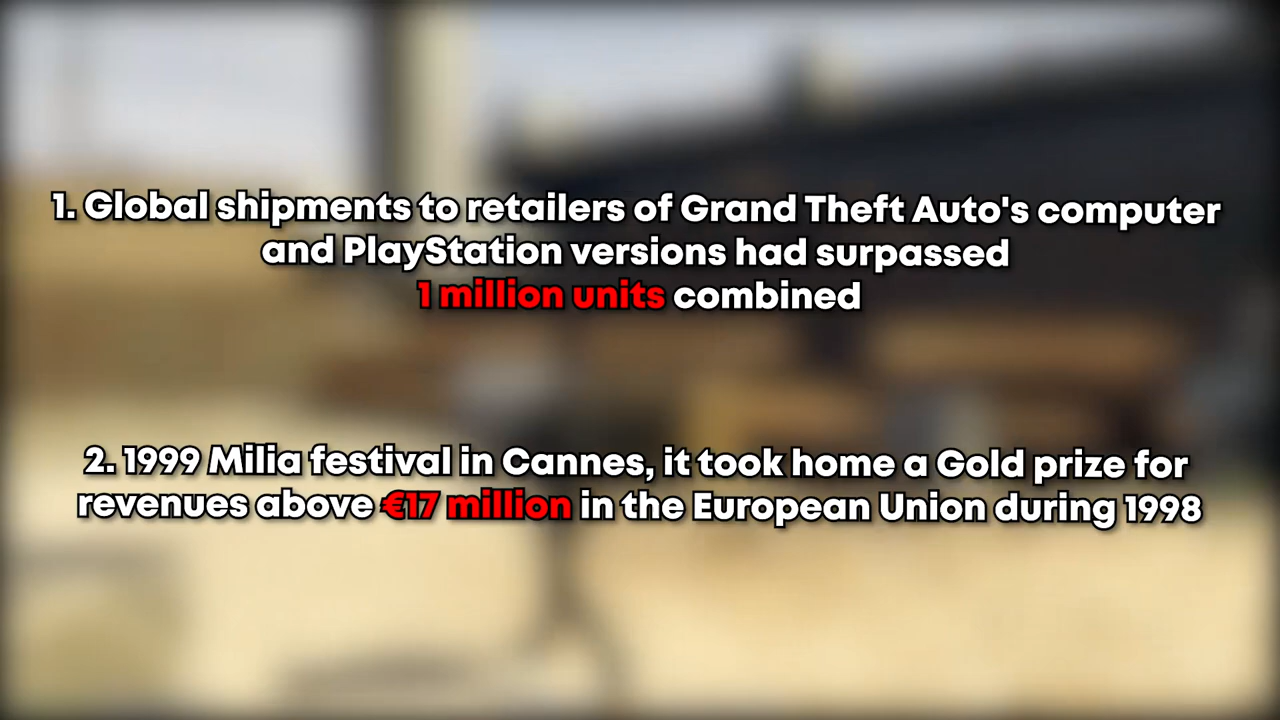 1. Global shipments to retailers of Grand Theft Auto's computer
and PlayStation versions had surpassed
1 million units combined
2. 1999 Milia festival in Cannes, it took home a Gold prize for
revenues above €17 million in the European Union during 1998